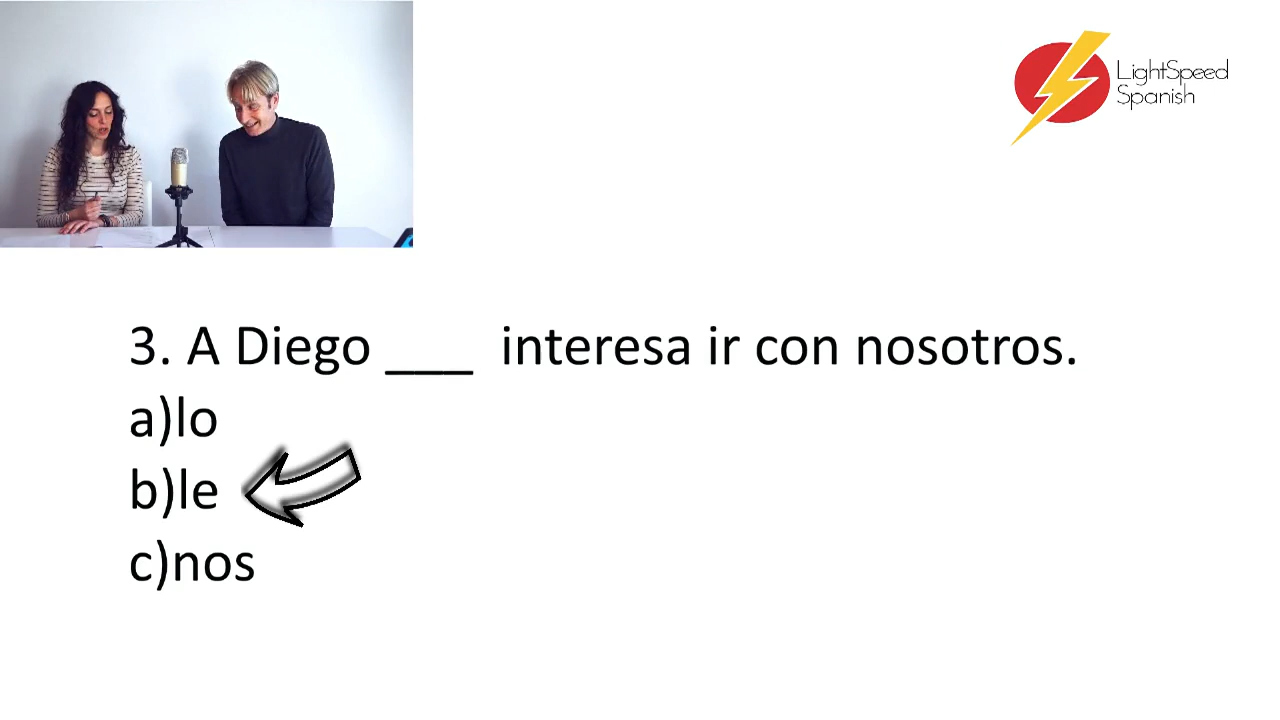 LightSpeed
Spanish
3. A Diego ___ interesa ir con nosotros.
a)lo
b)le
c)nos